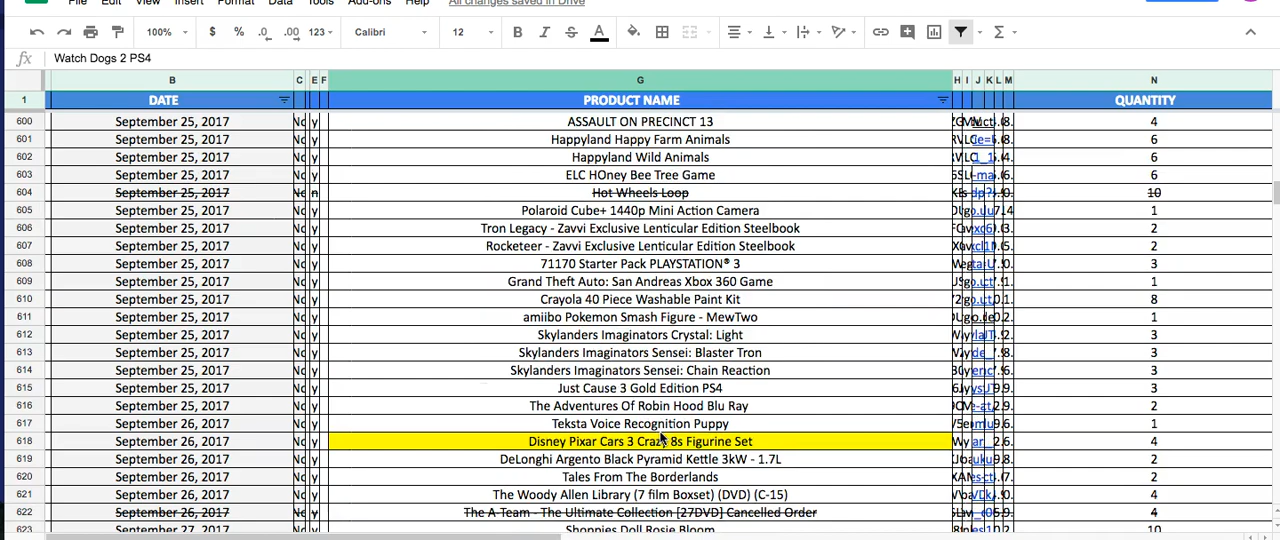 File Edit View Insert Format Data Tools Add-ons Help All changes saved in Drive
100% $ % .0 .00 123 Calibri 12 B I S A
fx Watch Dogs 2 PS4
B C E F G H I J K L M N
1 DATE PRODUCT NAME QUANTITY
600 September 25, 2017 y ASSAULT ON PRECINCT 13 4
601 September 25, 2017 y Happyland Happy Farm Animals 6
602 September 25, 2017 y Happyland Wild Animals 6
603 September 25, 2017 y ELC HOney Bee Tree Game 6
604 September 25, 2017 n Hot Wheels Loop 10
605 September 25, 2017 y Polaroid Cube+ 1440p Mini Action Camera 1
606 September 25, 2017 y Tron Legacy - Zavvi Exclusive Lenticular Edition Steelbook 2
607 September 25, 2017 y Rocketeer - Zavvi Exclusive Lenticular Edition Steelbook 2
608 September 25, 2017 y 71170 Starter Pack PLAYSTATION® 3 3
609 September 25, 2017 y Grand Theft Auto: San Andreas Xbox 360 Game 1
610 September 25, 2017 y Crayola 40 Piece Washable Paint Kit 8
611 September 25, 2017 y amiibo Pokemon Smash Figure - MewTwo 1
612 September 25, 2017 y Skylanders Imaginators Crystal: Light 3
613 September 25, 2017 y Skylanders Imaginators Sensei: Blaster Tron 3
614 September 25, 2017 y Skylanders Imaginators Sensei: Chain Reaction 3
615 September 25, 2017 y Just Cause 3 Gold Edition PS4 3
616 September 25, 2017 y The Adventures Of Robin Hood Blu Ray 2
617 September 26, 2017 y Teksta Voice Recognition Puppy 1
618 September 26, 2017 y Disney Pixar Cars 3 Crazy 8s Figurine Set 4
619 September 26, 2017 y DeLonghi Argento Black Pyramid Kettle 3kW - 1.7L 2
620 September 26, 2017 y Tales From The Borderlands 2
621 September 26, 2017 y The Woody Allen Library (7 film Boxset) (DVD) (C-15) 4
622 September 26, 2017 y The A-Team - The Ultimate Collection [27DVD] Cancelled Order 4
623 September 27, 2017 y Shoppies Doll Rosie Bloom 10